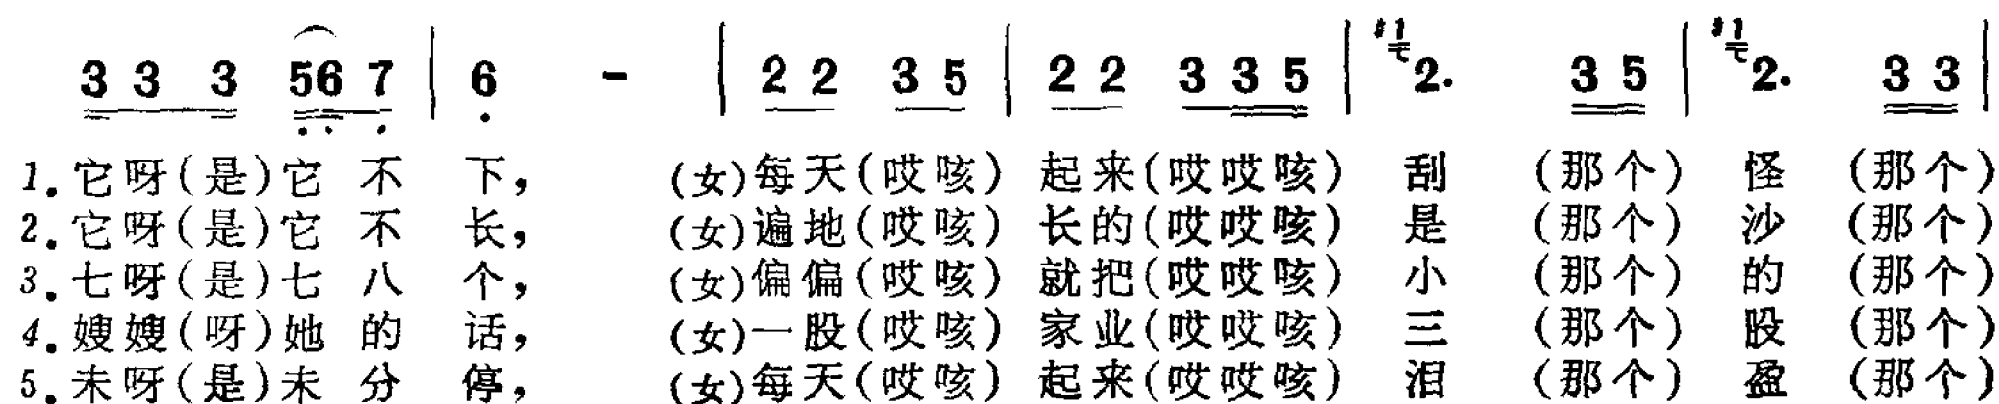 3 3 3 56 7 | 6 - | 2 2 3 5 | 2 2 3 3 5 | #1 2. 3 5 | #1 2. 3 3 |
1. 它呀(是)它 不 下, (女)每天(哎咳) 起来(哎哎咳) 刮 (那个) 怪 (那个)
2. 它呀(是)它 不 长, (女)遍地(哎咳) 长的(哎哎咳) 是 (那个) 沙 (那个)
3. 七呀(是)七 八 个, (女)偏偏(哎咳) 就把(哎哎咳) 小 (那个) 的 (那个)
4. 嫂嫂(呀)她 的 话, (女)一股(哎咳) 家业(哎哎咳) 三 (那个) 股 (那个)
5. 未呀(是)未 分 停, (女)每天(哎咳) 起来(哎哎咳) 泪 (那个) 盈 (那个)